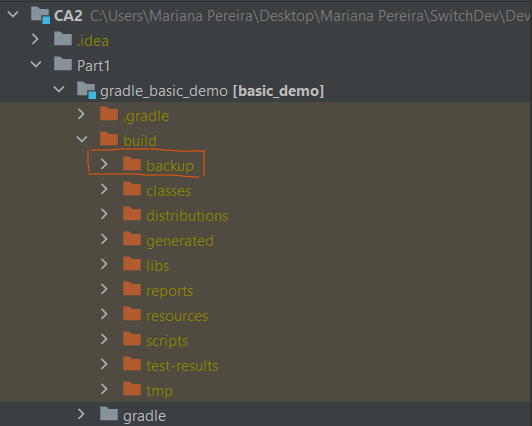 CA2 C:\Users\Mariana Pereira\Desktop\Mariana Pereira\SwitchDev\Dev
.idea
Part1
gradle_basic_demo [basic_demo]
.gradle
build
backup
classes
distributions
generated
libs
reports
resources
scripts
test-results
tmp
gradle